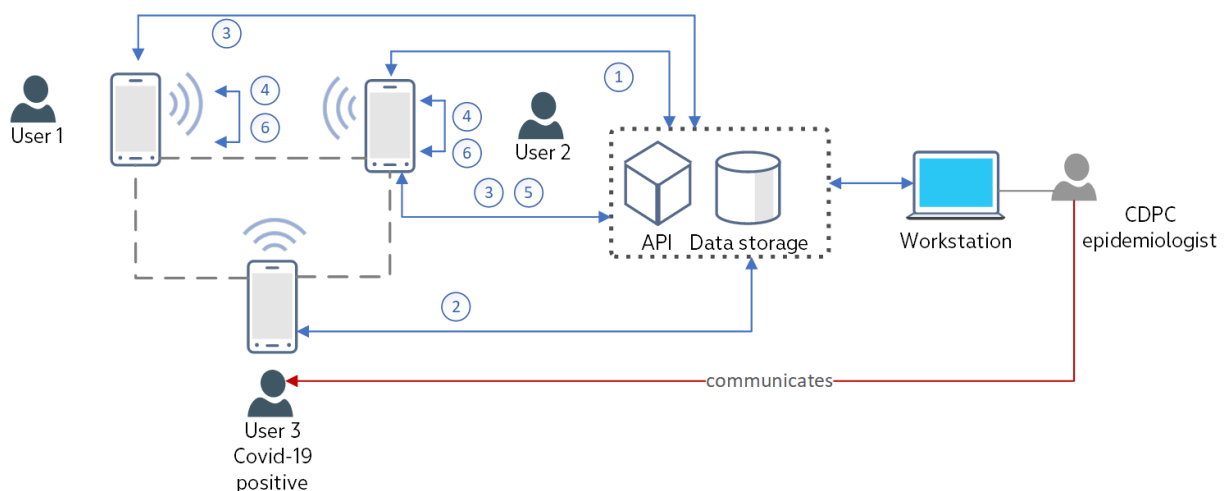 3
1
4
6
User 1
4
6
User 2
3 5
API
Data storage
Workstation
CDPC
epidemiologist
2
communicates
User 3
Covid-19
positive